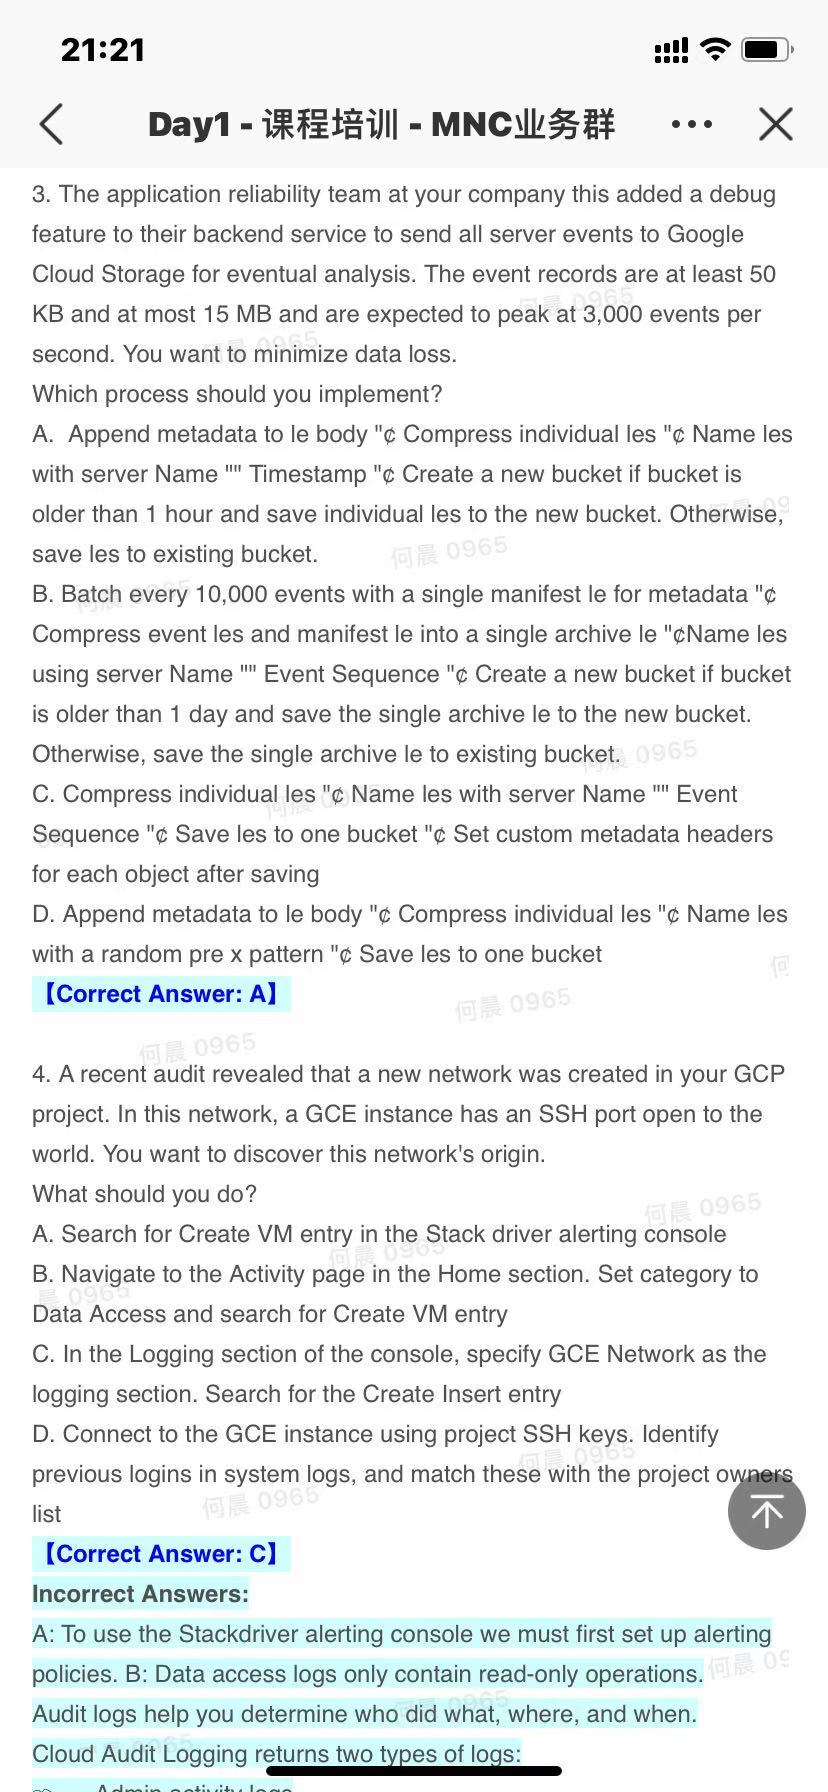 21:21
Day1 - 课程培训 - MNC业务群
3. The application reliability team at your company this added a debug
feature to their backend service to send all server events to Google
Cloud Storage for eventual analysis. The event records are at least 50
KB and at most 15 MB and are expected to peak at 3,000 events per
second. You want to minimize data loss.
Which process should you implement?
A.  Append metadata to le body "¢ Compress individual les "¢ Name les
with server Name "" Timestamp "¢ Create a new bucket if bucket is
older than 1 hour and save individual les to the new bucket. Otherwise,
save les to existing bucket.
B. Batch every 10,000 events with a single manifest le for metadata "¢
Compress event les and manifest le into a single archive le "¢Name les
using server Name "" Event Sequence "¢ Create a new bucket if bucket
is older than 1 day and save the single archive le to the new bucket.
Otherwise, save the single archive le to existing bucket.
C. Compress individual les "¢ Name les with server Name "" Event
Sequence "¢ Save les to one bucket "¢ Set custom metadata headers
for each object after saving
D. Append metadata to le body "¢ Compress individual les "¢ Name les
with a random pre x pattern "¢ Save les to one bucket
【Correct Answer: A】
4. A recent audit revealed that a new network was created in your GCP
project. In this network, a GCE instance has an SSH port open to the
world. You want to discover this network's origin.
What should you do?
A. Search for Create VM entry in the Stack driver alerting console
B. Navigate to the Activity page in the Home section. Set category to
Data Access and search for Create VM entry
C. In the Logging section of the console, specify GCE Network as the
logging section. Search for the Create Insert entry
D. Connect to the GCE instance using project SSH keys. Identify
previous logins in system logs, and match these with the project owners
list
【Correct Answer: C】
Incorrect Answers:
A: To use the Stackdriver alerting console we must first set up alerting
policies. B: Data access logs only contain read-only operations.
Audit logs help you determine who did what, where, and when.
Cloud Audit Logging returns two types of logs:
Admin activity logs
何晨 0965